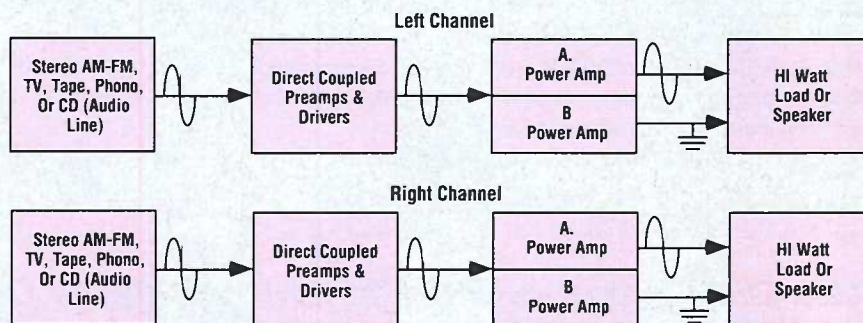 Left Channel
Stereo AM-FM,
TV, Tape, Phono,
Or CD (Audio
Line)
Direct Coupled
Preamps &
Drivers
A.
Power Amp
B
Power Amp
HI Watt
Load Or
Speaker
Right Channel
Stereo AM-FM,
TV, Tape, Phono,
Or CD (Audio
Line)
Direct Coupled
Preamps &
Drivers
A.
Power Amp
B
Power Amp
HI Watt
Load Or
Speaker